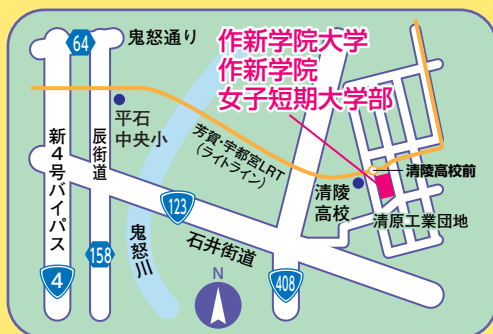 64
鬼怒通り
作新学院大学
作新学院
女子短期大学部
平石
中央小
新4号バイパス
辰街道
芳賀・宇都宮LRT
(ライトライン)
清陵高校前
清陵
高校
清原工業団地
123
石井街道
鬼怒川
158
4
N
408